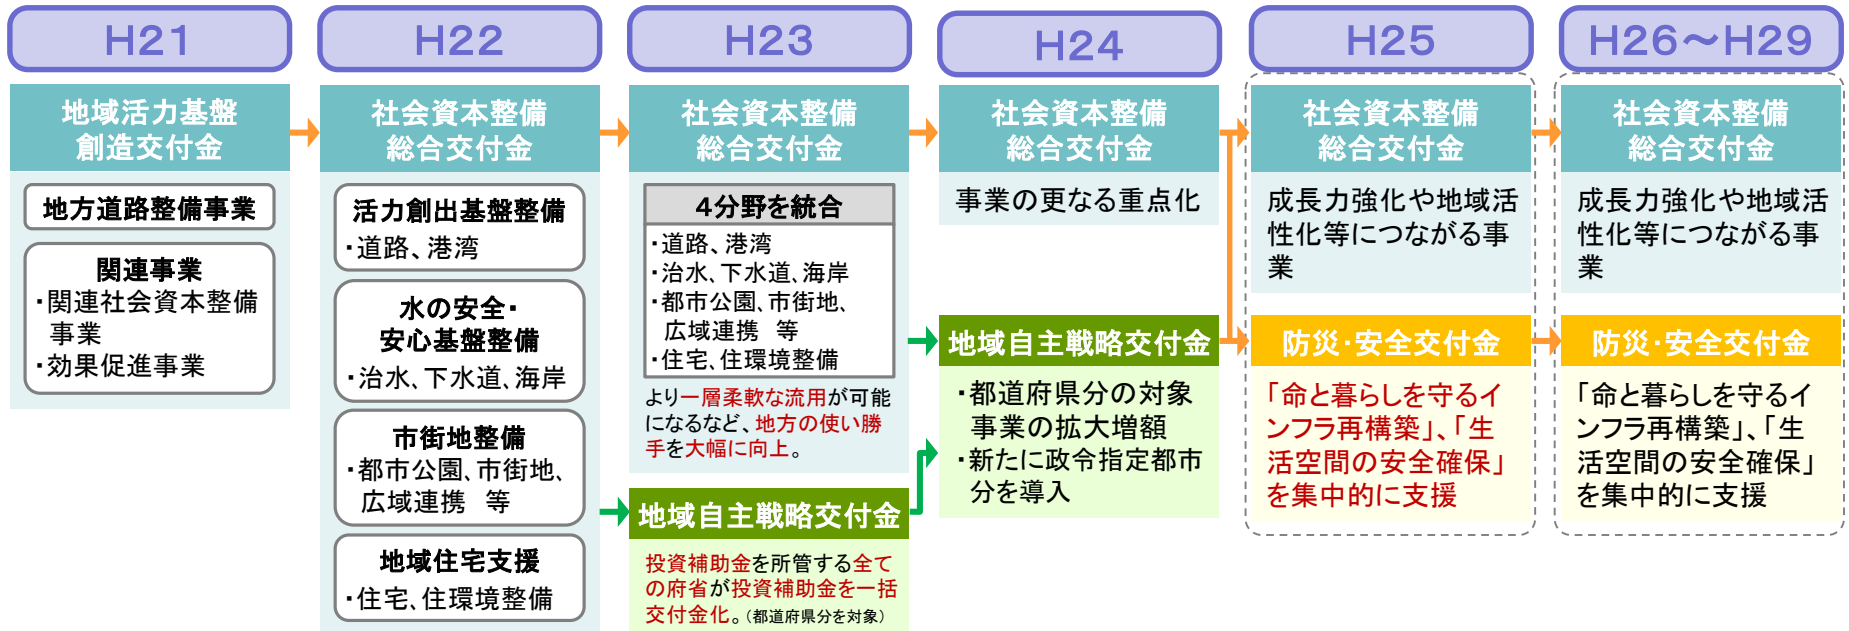 H21
地域活力基盤
創造交付金
地方道路整備事業
関連事業
・関連社会資本整備
事業
・効果促進事業
H22
社会資本整備
総合交付金
活力創出基盤整備
・道路、港湾
水の安全・
安心基盤整備
・治水、下水道、海岸
市街地整備
・都市公園、市街地、
広域連携　等
地域住宅支援
・住宅、住環境整備
H23
社会資本整備
総合交付金
4分野を統合
・道路、港湾
・治水、下水道、海岸
・都市公園、市街地、
広域連携　等
・住宅、住環境整備
より一層柔軟な流用が可能
になるなど、地方の使い勝
手を大幅に向上。
地域自主戦略交付金
投資補助金を所管する全て
の府省が投資補助金を一括
交付金化。（都道府県分を対象）
H24
社会資本整備
総合交付金
事業の更なる重点化
地域自主戦略交付金
・都道府県分の対象
事業の拡大増額
・新たに政令指定都市
分を導入
H25
社会資本整備
総合交付金
成長力強化や地域活
性化等につながる事
業
防災・安全交付金
「命と暮らしを守るイ
ンフラ再構築」、「生
活空間の安全確保」
を集中的に支援
H26～H29
社会資本整備
総合交付金
成長力強化や地域活
性化等につながる事
業
防災・安全交付金
「命と暮らしを守るイ
ンフラ再構築」、「生
活空間の安全確保」
を集中的に支援